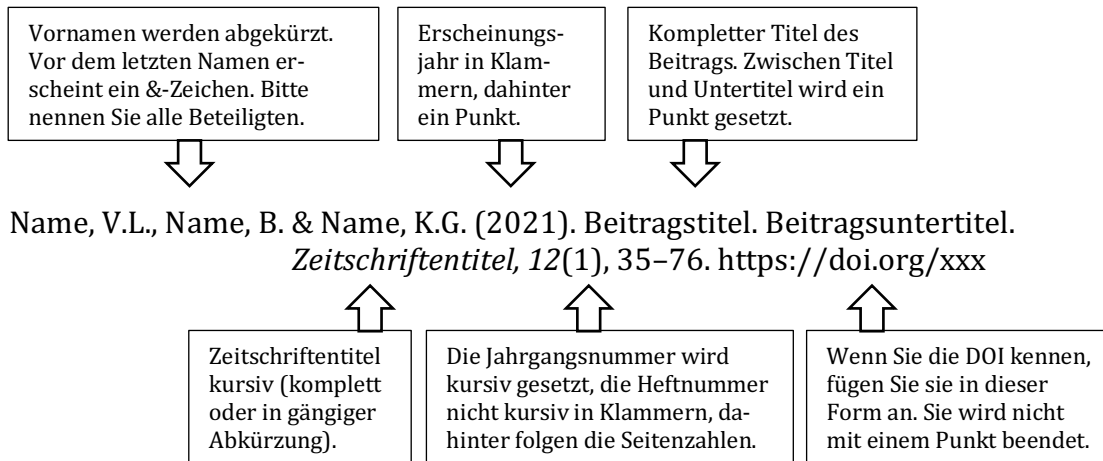 Vornamen werden abgekürzt.
Vor dem letzten Namen er-
scheint ein &-Zeichen. Bitte
nennen Sie alle Beteiligten.
Erscheinungs-
jahr in Klam-
mern, dahinter
ein Punkt.
Kompletter Titel des
Beitrags. Zwischen Titel
und Untertitel wird ein
Punkt gesetzt.
Name, V.L., Name, B. & Name, K.G. (2021). Beitragstitel. Beitragsuntertitel.
Zeitschriftentitel, 12(1), 35–76. https://doi.org/xxx
Zeitschriftentitel
kursiv (komplett
oder in gängiger
Abkürzung).
Die Jahrgangsnummer wird
kursiv gesetzt, die Heftnummer
nicht kursiv in Klammern, da-
hinter folgen die Seitenzahlen.
Wenn Sie die DOI kennen,
fügen Sie sie in dieser
Form an. Sie wird nicht
mit einem Punkt beendet.